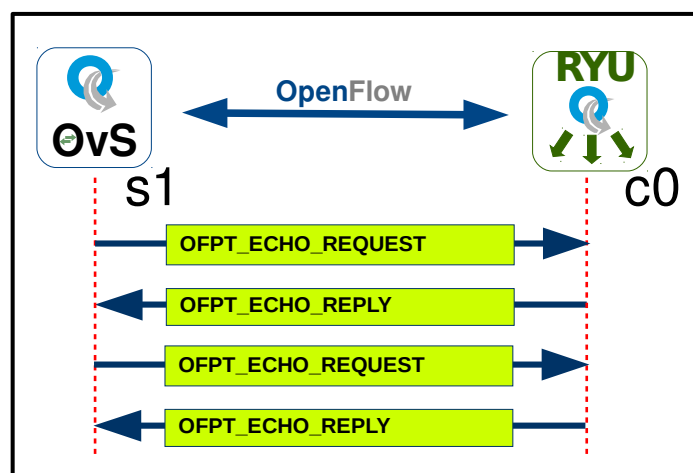 RYU
OpenFlow
OvS
s1
c0
OFPT_ECHO_REQUEST
OFPT_ECHO_REPLY
OFPT_ECHO_REQUEST
OFPT_ECHO_REPLY